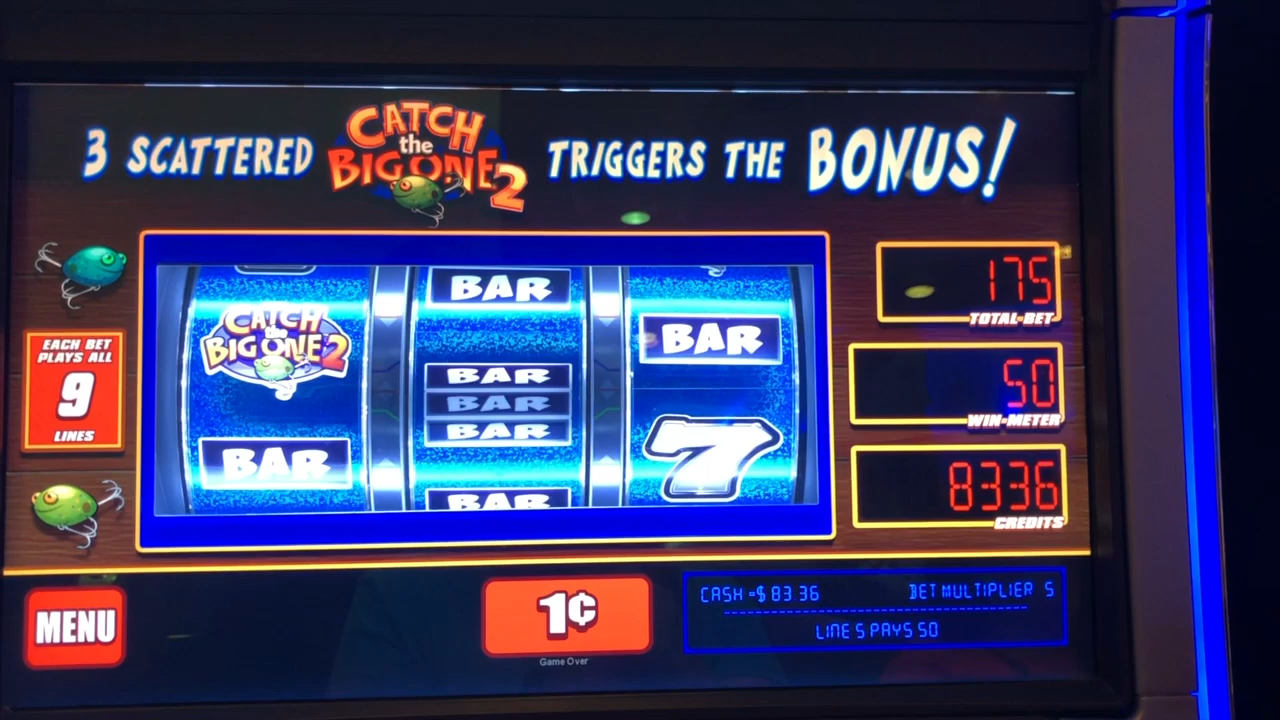 3 SCATTERED CATCH the BIG ONE 2 TRIGGERS THE BONUS!
EACH BET
PLAYS ALL
9
LINES
CATCH
the
BIG ONE 2
BAR
BAR
BAR
BAR
BAR
BAR
BAR
BAR
7
175
TOTAL-BET
50
WIN-METER
8336
CREDITS
MENU
1¢
Game Over
CASH =$ 83 36 BET MULTIPLIER 5
LINE 5 PAYS 50